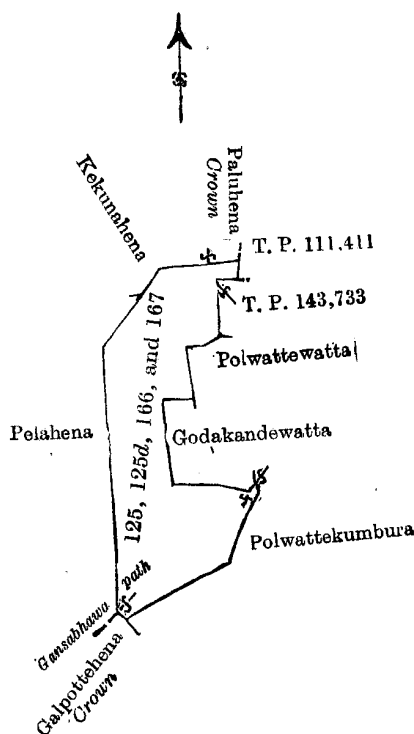 Kekunahena
Paluhena
Crown
T. P. 111,411
T. P. 143,733
Polwattewatta
125, 125d, 166, and 167
Pelahena
Godakandewatta
Polwattekumbura
Gansabhawa path
Galpottehena
Crown